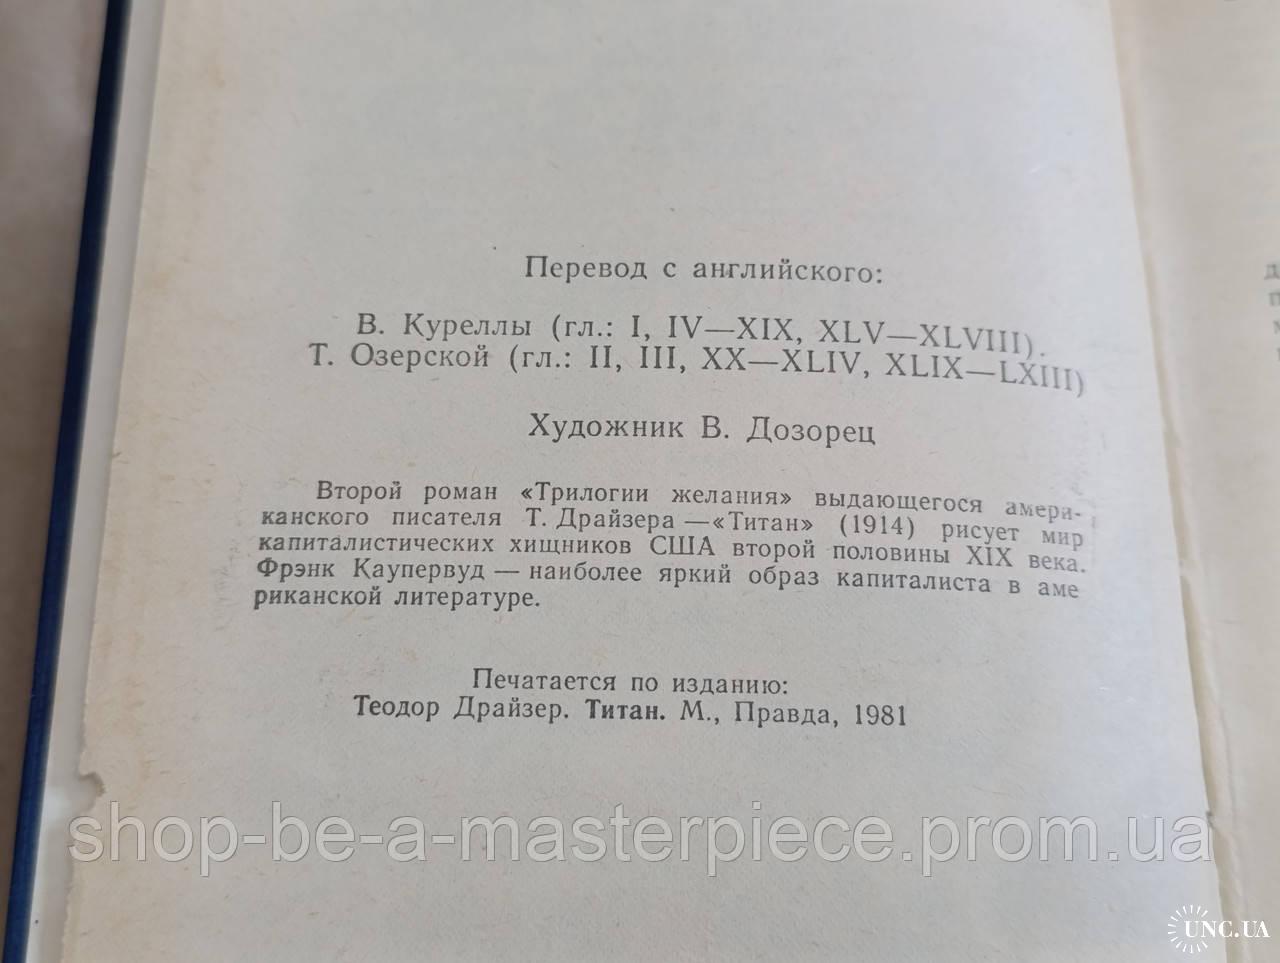 Перевод с английского:
В. Куреллы (гл.: I, IV—XIX, XLV—XLVIII).
Т. Озерской (гл.: II, III, XX—XLIV, XLIX—LXIII)
Художник В. Дозорец
Второй роман «Трилогии желания» выдающегося амери-
канского писателя Т. Драйзера —«Титан» (1914) рисует мир
капиталистических хищников США второй половины XIX века.
Фрэнк Каупервуд — наиболее яркий образ капиталиста в аме
риканской литературе.
Печатается по изданию:
Теодор Драйзер. Титан. М., Правда, 1981
shop-be-a-masterpiece.prom.ua
UNC.UA